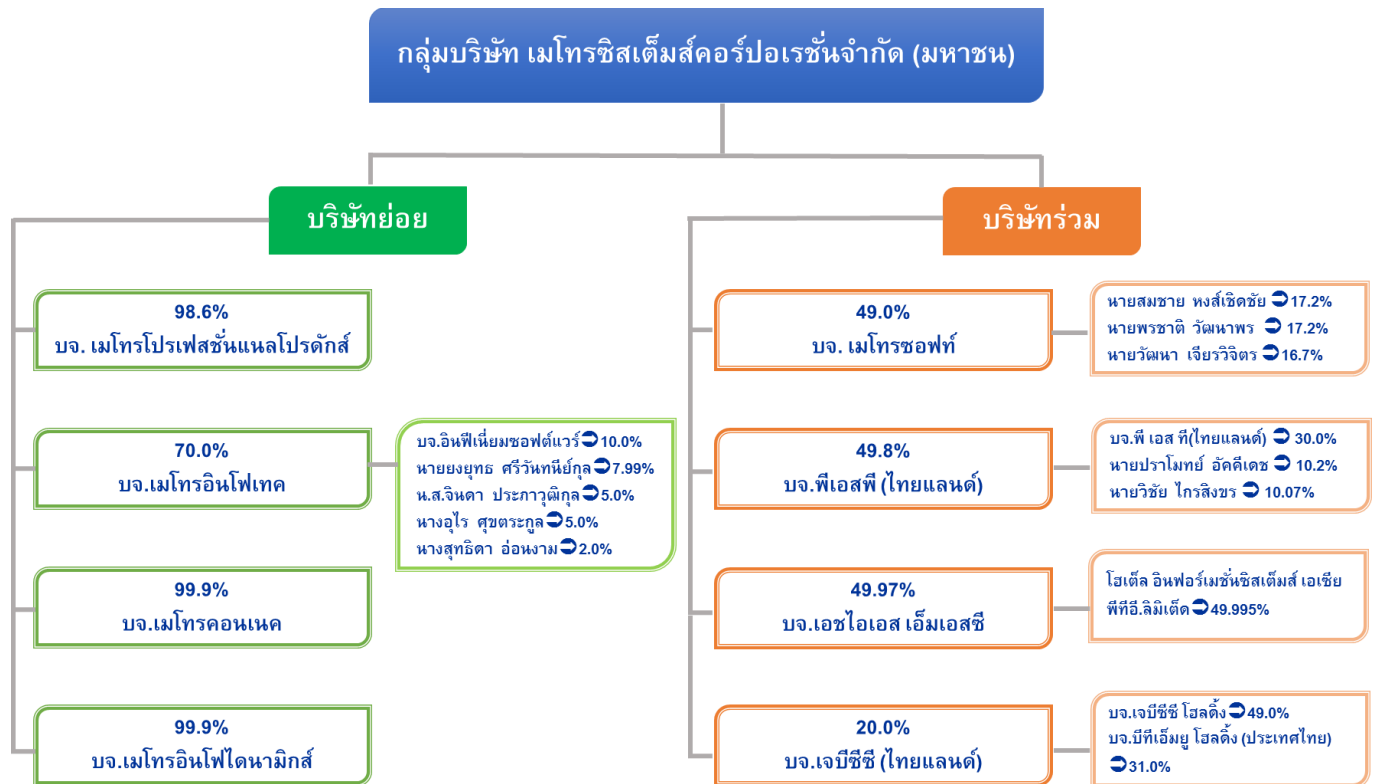 กลุ่มบริษัท เมโทรซิสเต็มส์คอร์ปอเรชั่นจำกัด (มหาชน)
บริษัทย่อย
98.6%
บจ. เมโทรโปรเฟสชั่นแนลโปรดักส์
70.0%
บจ.เมโทรอินโฟเทค
บจ.อินฟีเนี่ยมซอฟต์แวร์➲10.0%
นายยงยุทธ ศรีวันทนียกุล➲7.99%
น.ส.จินดา ประภาวุฒิกุล➲5.0%
นางอุไร ศุขตระกูล➲5.0%
นางสุทธิดา อ่อนงาม➲2.0%
99.9%
บจ.เมโทรคอนเนค
99.9%
บจ.เมโทรอินโฟไดนามิกส์
บริษัทร่วม
49.0%
บจ. เมโทรซอฟท์
นายสมชาย หงส์เชิดชัย ➲17.2%
นายพรชาติ วัฒนาพร ➲ 17.2%
นายวัฒนา เจียรวิจิตร ➲16.7%
49.8%
บจ.พีเอสพี (ไทยแลนด์)
บจ.พี เอส ที(ไทยแลนด์) ➲ 30.0%
นายปราโมทย์ อัคคีเดช ➲ 10.2%
นายวิชัย ไกรสิงขร ➲ 10.07%
49.97%
บจ.เอชไอเอส เอ็มเอสซี
โฮเต็ล อินฟอร์เมชั่นซิสเต็มส์ เอเซีย
พีทีอี.ลิมิเต็ด➲49.995%
20.0%
บจ.เจบีซีซี (ไทยแลนด์)
บจ.เจบีซีซี โฮลดิ้ง➲49.0%
บจ.บีทีเอ็มยู โฮลดิ้ง (ประเทศไทย)
➲31.0%